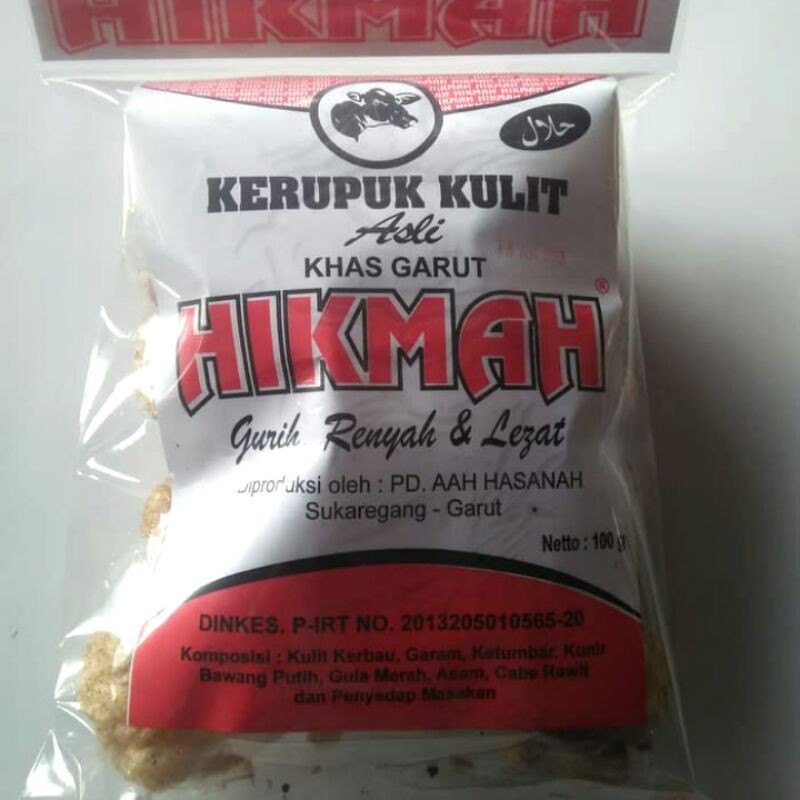 HIKMAH
حلال
KERUPUK KULIT
Asli
KHAS GARUT
HIKMAH®
Gurih, Renyah & Lezat
Diproduksi oleh : PD. AAH HASANAH
Sukaregang - Garut
Netto : 100 g
DINKES. P-IRT NO. 2013205010565-20
Komposisi : Kulit Kerbau, Garam, Ketumbar, Kunir
Bawang Putih, Gula Merah, Asam, Cabe Rawit
dan Penyedap Masakan